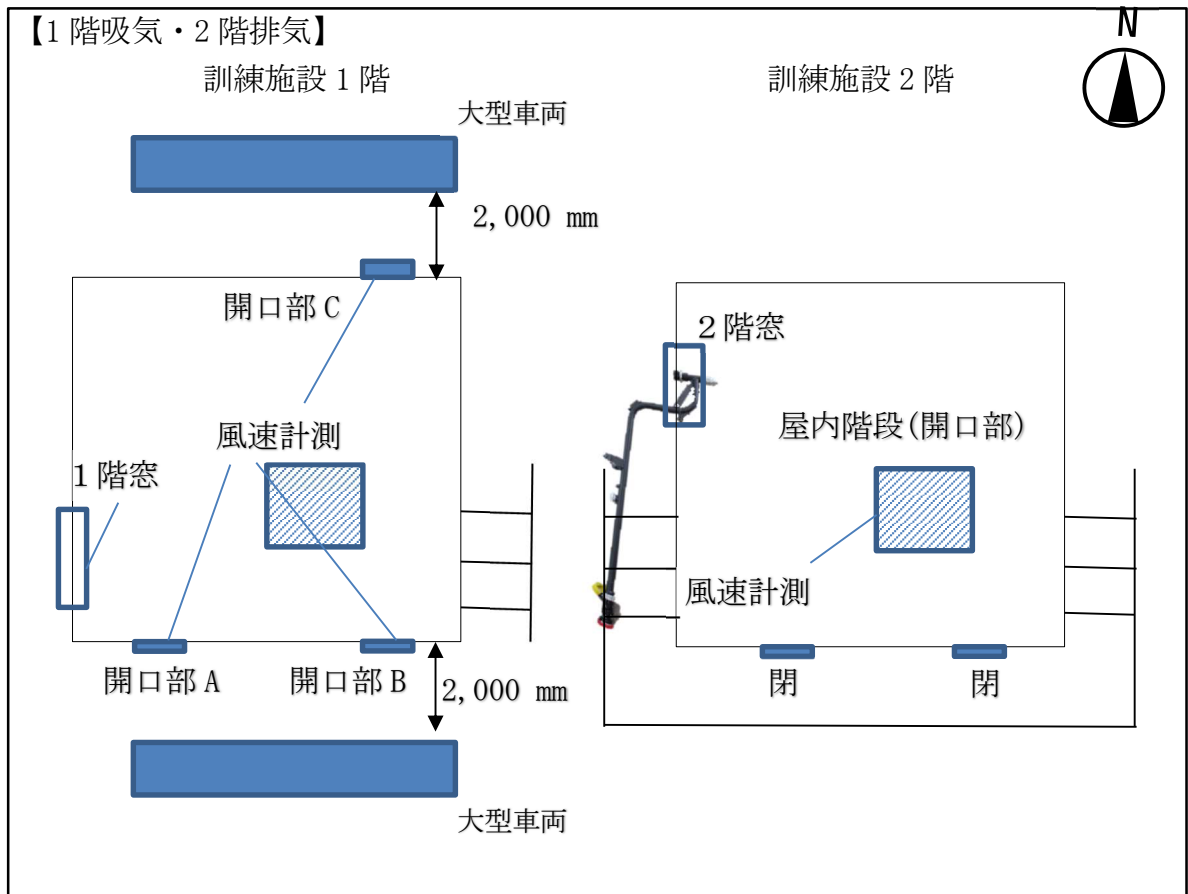 【1階吸気・2階排気】
N
訓練施設1階
訓練施設2階
大型車両
2,000 mm
開口部C
２階窓
風速計測
屋内階段(開口部)
１階窓
風速計測
開口部A
開口部B
2,000 mm
閉
閉
大型車両